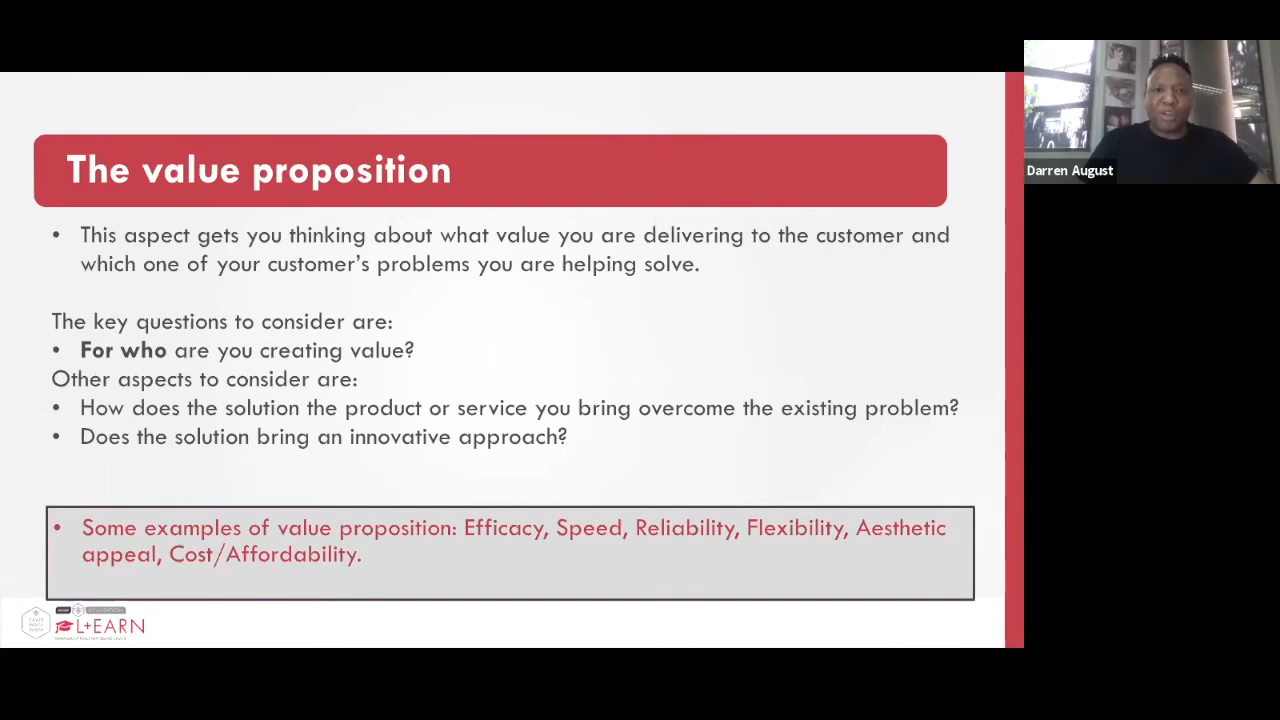 The value proposition
Darren August
• This aspect gets you thinking about what value you are delivering to the customer and
which one of your customer's problems you are helping solve.
The key questions to consider are:
• For who are you creating value?
Other aspects to consider are:
• How does the solution the product or service you bring overcome the existing problem?
• Does the solution bring an innovative approach?
• Some examples of value proposition: Efficacy, Speed, Reliability, Flexibility, Aesthetic
appeal, Cost/Affordability.
L+EARN